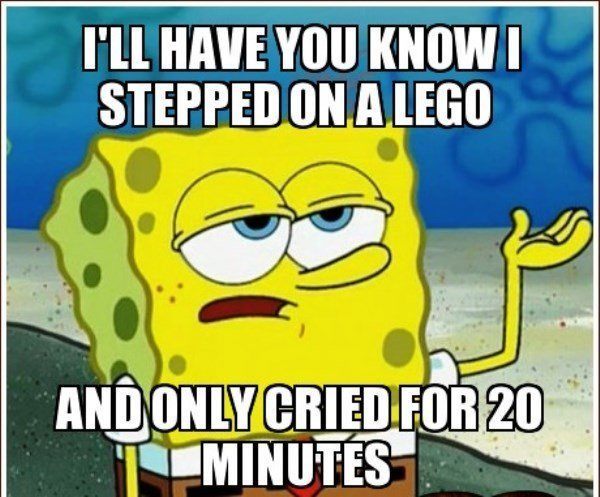 I'LL HAVE YOU KNOW I
STEPPED ON A LEGO
AND ONLY CRIED FOR 20
MINUTES